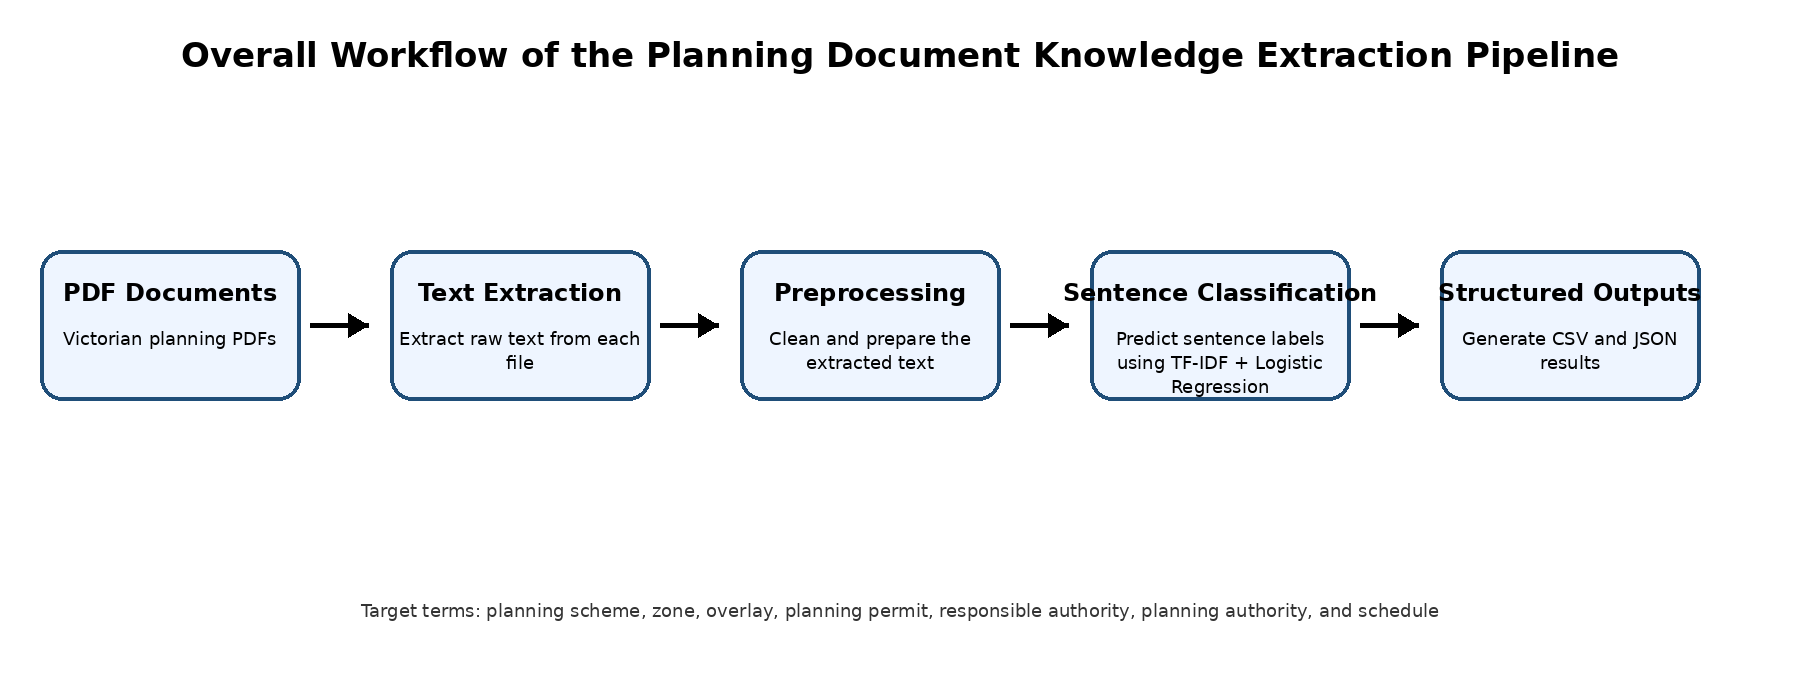 Overall Workflow of the Planning Document Knowledge Extraction Pipeline
PDF Documents
Victorian planning PDFs
Text Extraction
Extract raw text from each
file
Preprocessing
Clean and prepare the
extracted text
Sentence Classification
Predict sentence labels
using TF-IDF + Logistic
Regression
Structured Outputs
Generate CSV and JSON
results
Target terms: planning scheme, zone, overlay, planning permit, responsible authority, planning authority, and schedule